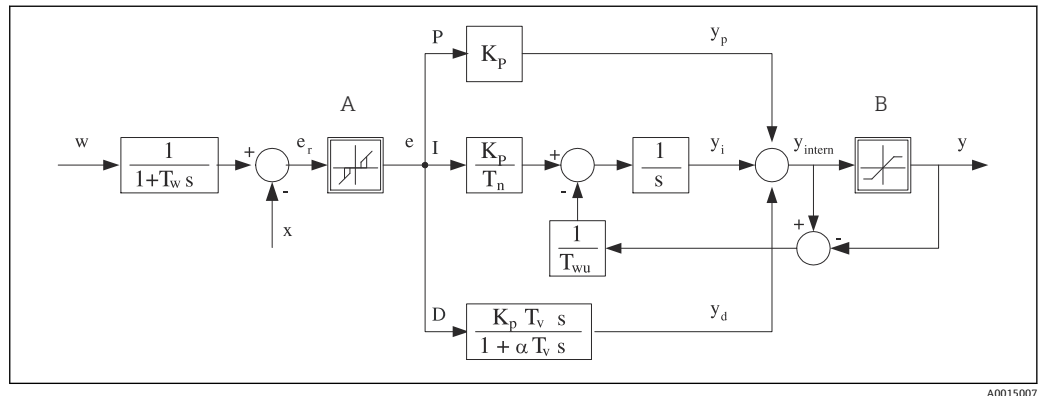 P
K_P
y_p
A
B
w
1
1+T_w s
+
-
e_r
x
e
I
K_P
T_n
+
-
1
s
y_i
y_intern
y
1
T_wu
+
-
D
K_p T_v s
1 + α T_v s
y_d
A0015007